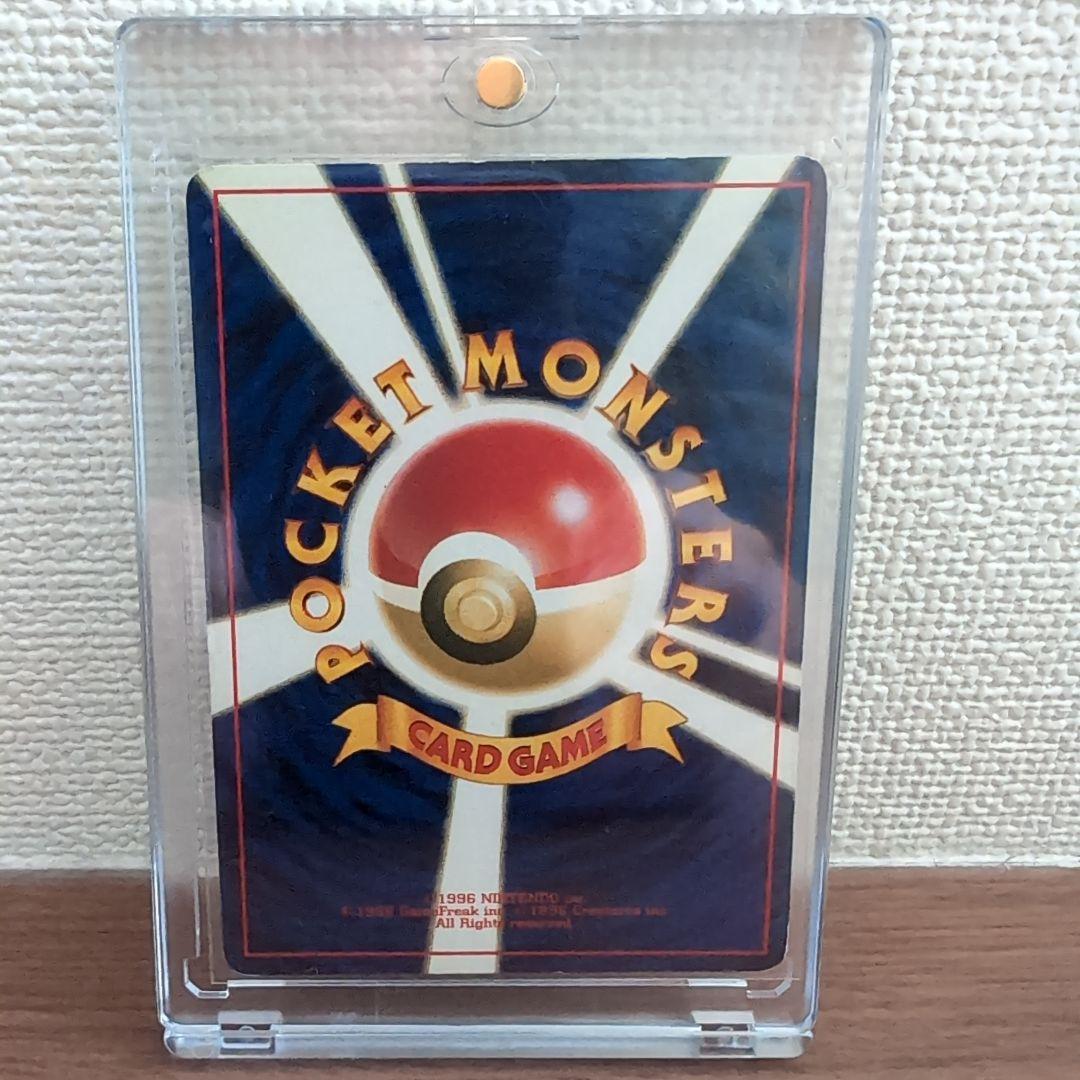 POCKET MONSTERS
CARD GAME
©1996 NINTENDO inc.
© 1996 GameFreak inc. © 1996 Creatures inc.
All Rights reserved.